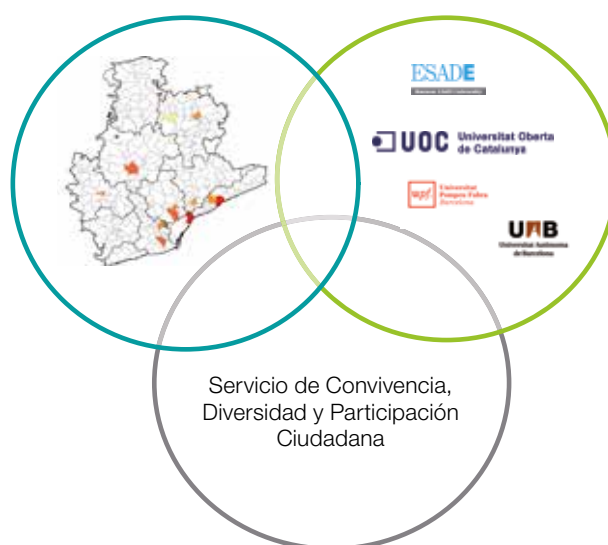 ESADE
UOC Universitat Oberta
de Catalunya
upf. Universitat
Pompeu Fabra
Barcelona
UAB
Universitat Autònoma
de Barcelona
Servicio de Convivencia,
Diversidad y Participación
Ciudadana